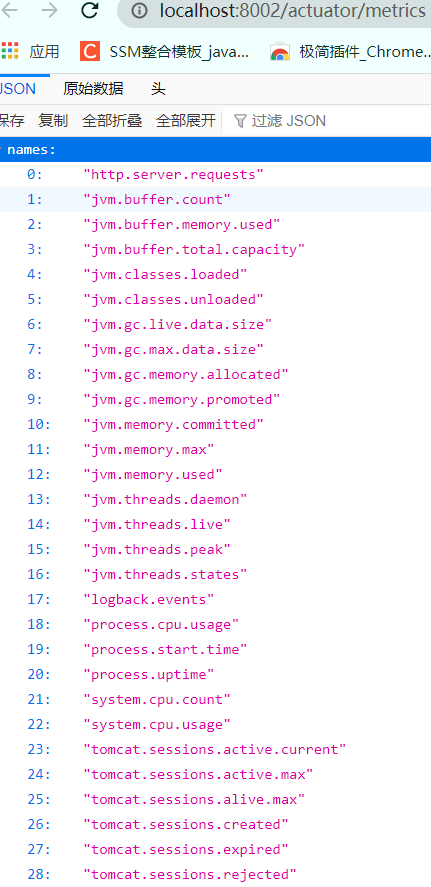 localhost:8002/actuator/metrics
应用 SSM整合模板_java... 极简插件_Chrome...
JSON 原始数据 头
保存 复制 全部折叠 全部展开 过滤 JSON
names:
0: "http.server.requests"
1: "jvm.buffer.count"
2: "jvm.buffer.memory.used"
3: "jvm.buffer.total.capacity"
4: "jvm.classes.loaded"
5: "jvm.classes.unloaded"
6: "jvm.gc.live.data.size"
7: "jvm.gc.max.data.size"
8: "jvm.gc.memory.allocated"
9: "jvm.gc.memory.promoted"
10: "jvm.memory.committed"
11: "jvm.memory.max"
12: "jvm.memory.used"
13: "jvm.threads.daemon"
14: "jvm.threads.live"
15: "jvm.threads.peak"
16: "jvm.threads.states"
17: "logback.events"
18: "process.cpu.usage"
19: "process.start.time"
20: "process.uptime"
21: "system.cpu.count"
22: "system.cpu.usage"
23: "tomcat.sessions.active.current"
24: "tomcat.sessions.active.max"
25: "tomcat.sessions.alive.max"
26: "tomcat.sessions.created"
27: "tomcat.sessions.expired"
28: "tomcat.sessions.rejected"